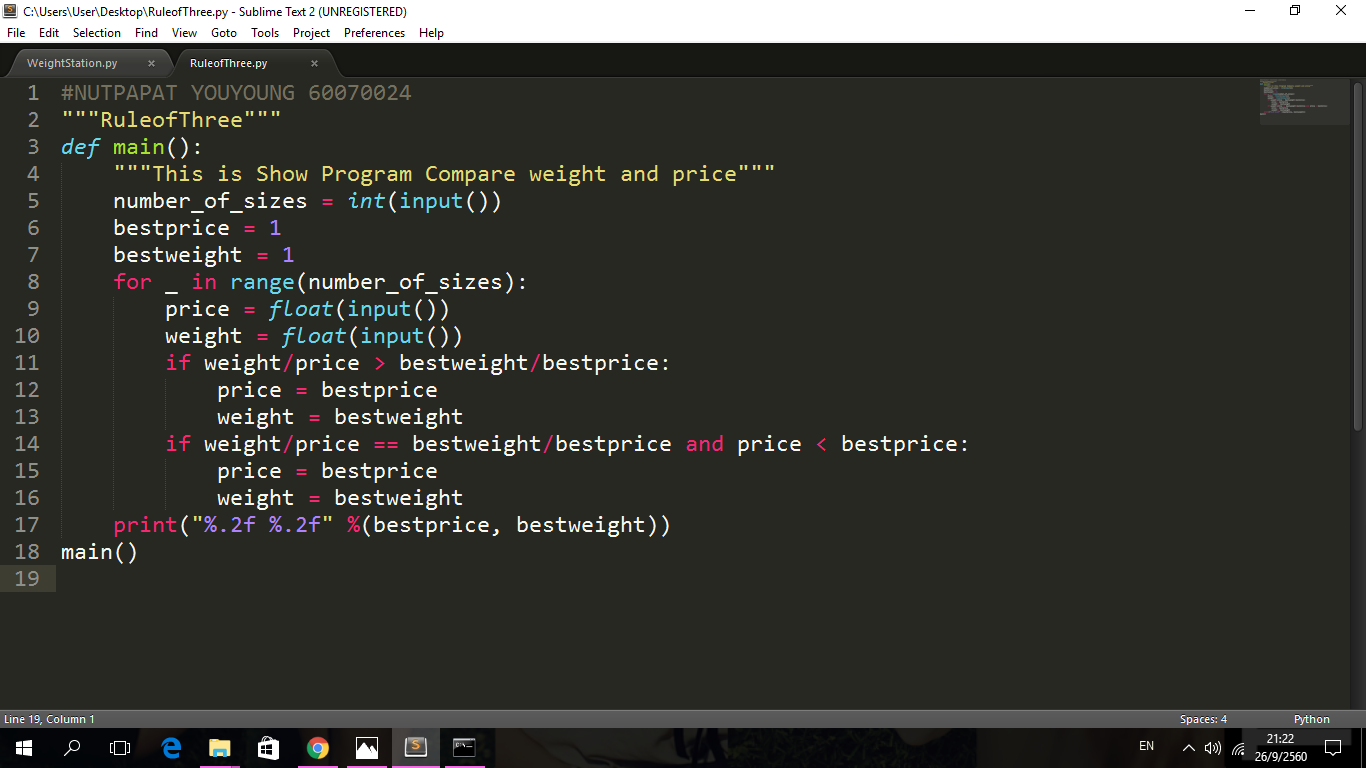 C:\Users\User\Desktop\RuleofThree.py - Sublime Text 2 (UNREGISTERED)
File Edit Selection Find View Goto Tools Project Preferences Help
WeightStation.py × RuleofThree.py ×
1 #NUTPAPAT YOUYOUNG 60070024
2 """RuleofThree"""
3 def main():
4     """This is Show Program Compare weight and price"""
5     number_of_sizes = int(input())
6     bestprice = 1
7     bestweight = 1
8     for _ in range(number_of_sizes):
9         price = float(input())
10         weight = float(input())
11         if weight/price > bestweight/bestprice:
12             price = bestprice
13             weight = bestweight
14         if weight/price == bestweight/bestprice and price < bestprice:
15             price = bestprice
16             weight = bestweight
17     print("%.2f %.2f" %(bestprice, bestweight))
18 main()
19
Line 19, Column 1 Spaces: 4 Python
EN 21:22
26/9/2560